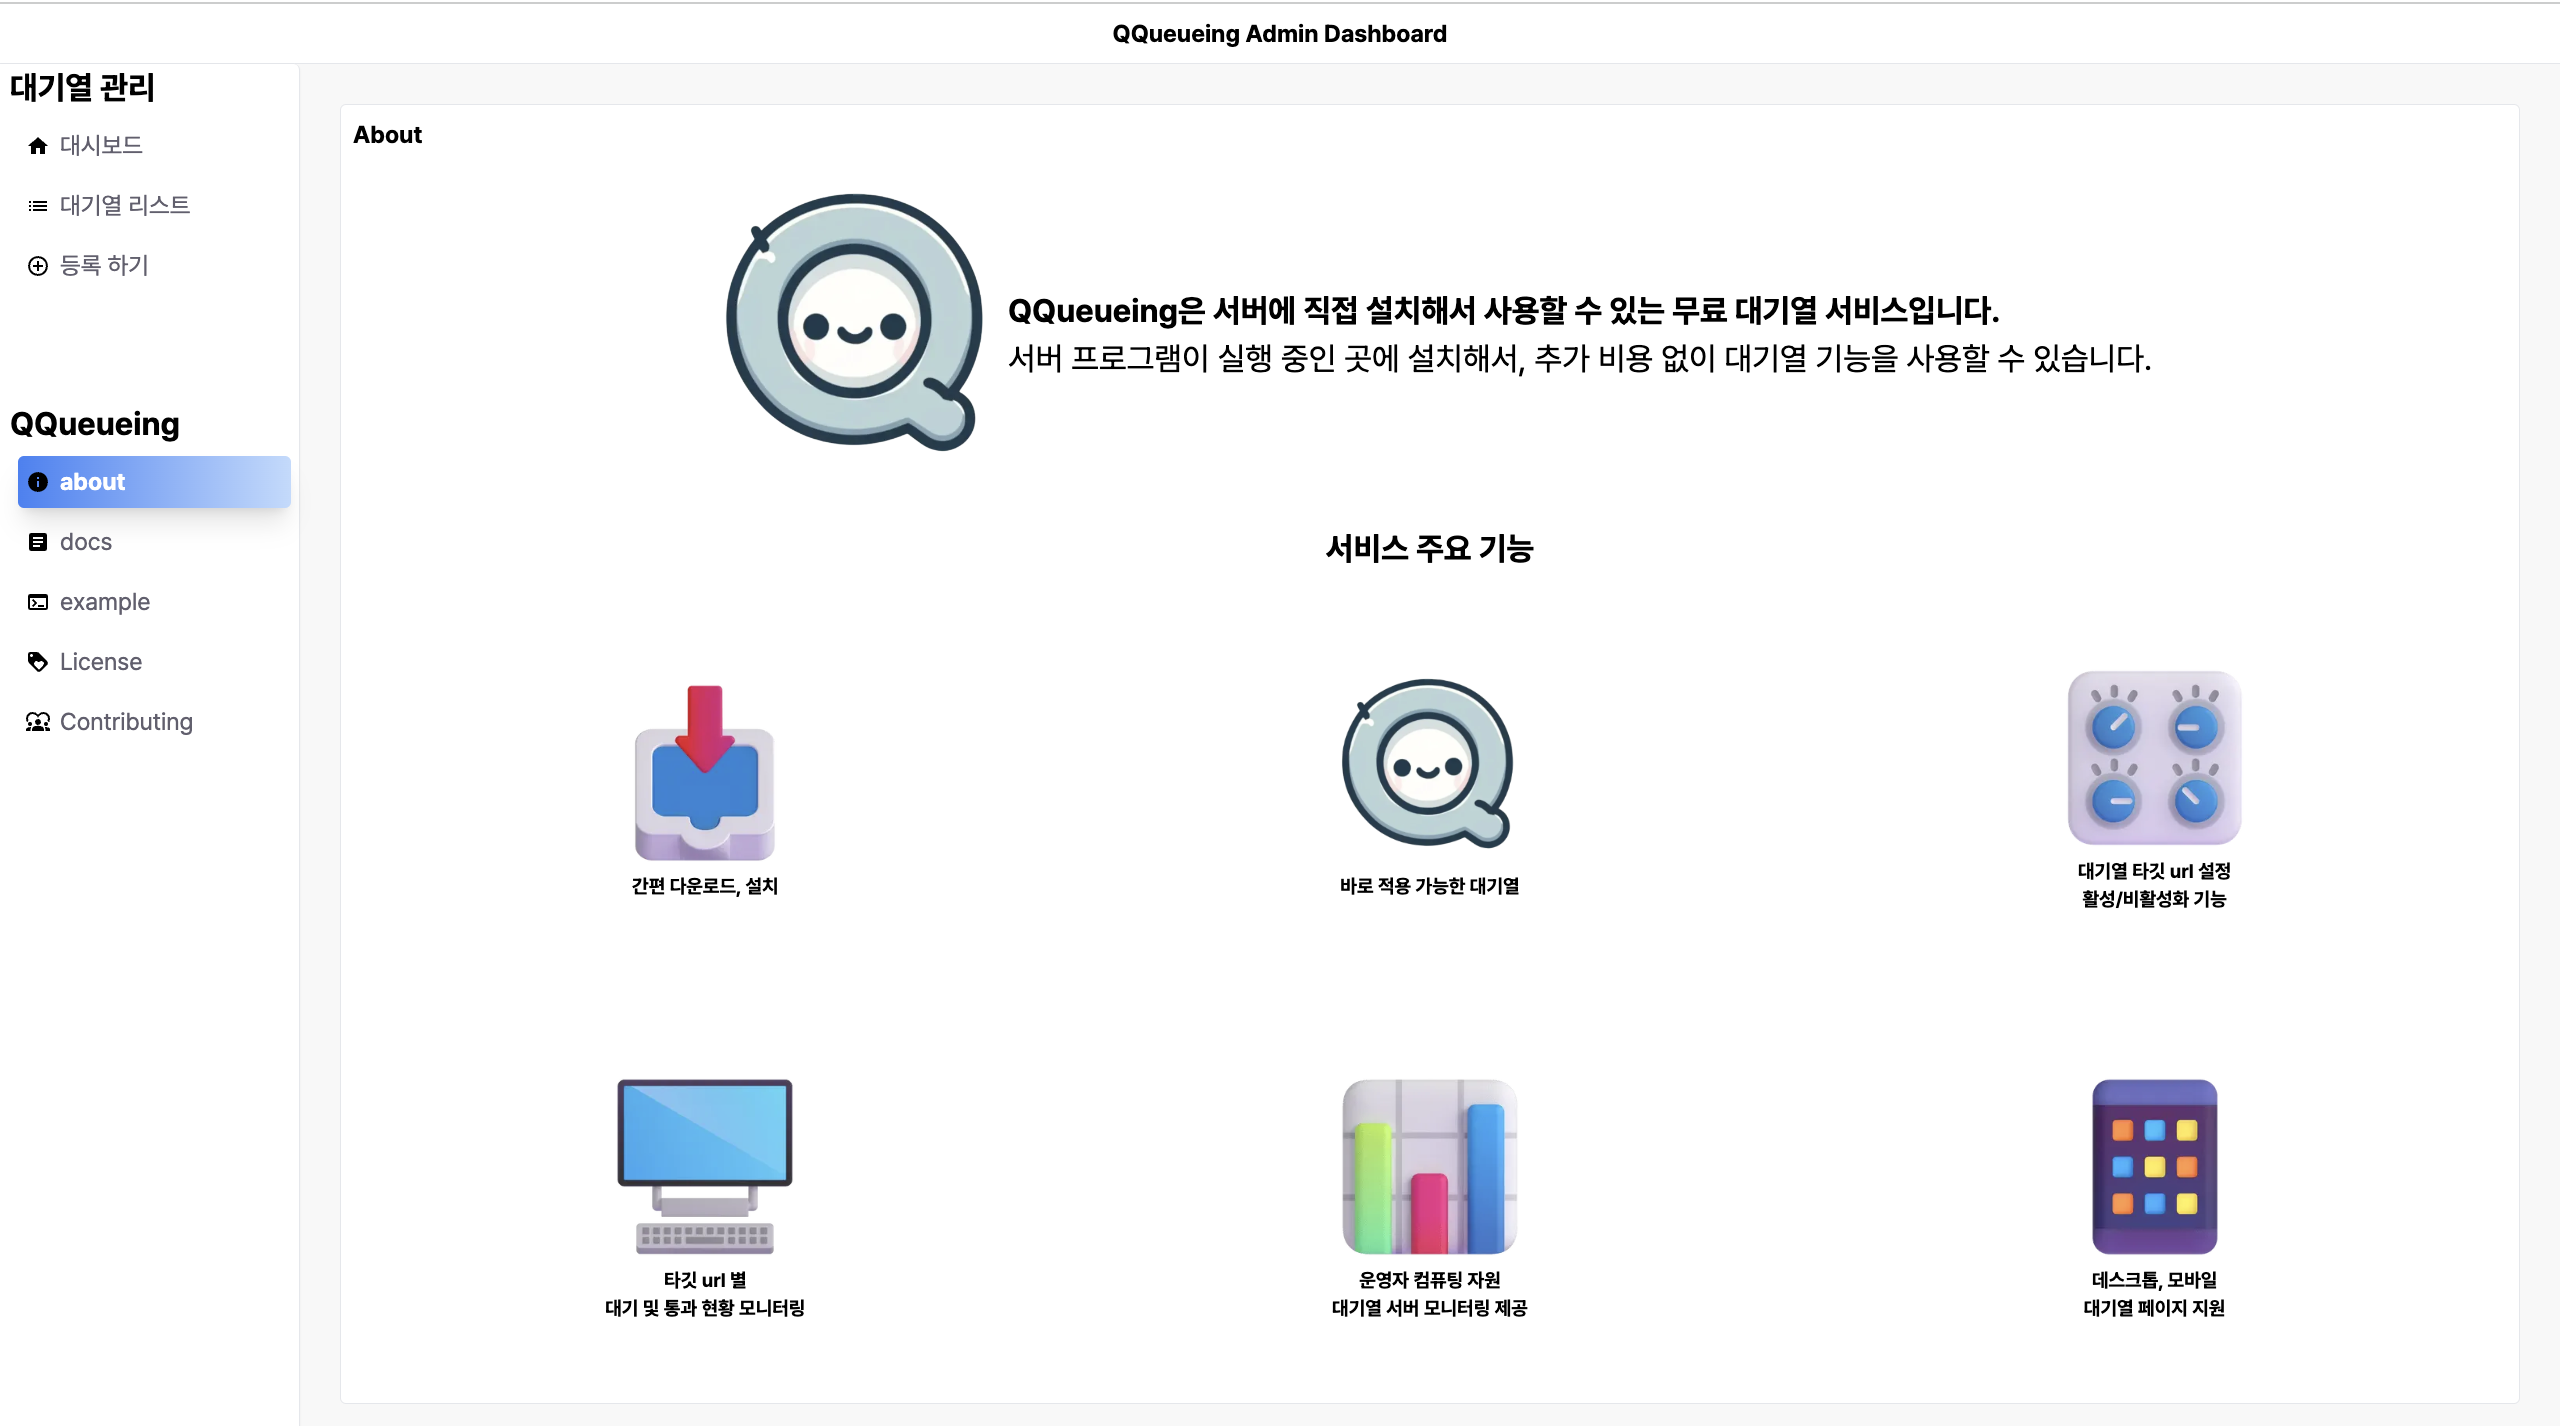 QQueueing Admin Dashboard
대기열 관리
대시보드
대기열 리스트
등록 하기
QQueueing
about
docs
example
License
Contributing
About
QQueueing은 서버에 직접 설치해서 사용할 수 있는 무료 대기열 서비스입니다.
서버 프로그램이 실행 중인 곳에 설치해서, 추가 비용 없이 대기열 기능을 사용할 수 있습니다.
서비스 주요 기능
간편 다운로드, 설치
바로 적용 가능한 대기열
대기열 타깃 url 설정
활성/비활성화 기능
타깃 url 별
대기 및 통과 현황 모니터링
운영자 컴퓨팅 자원
대기열 서버 모니터링 제공
데스크톱, 모바일
대기열 페이지 지원